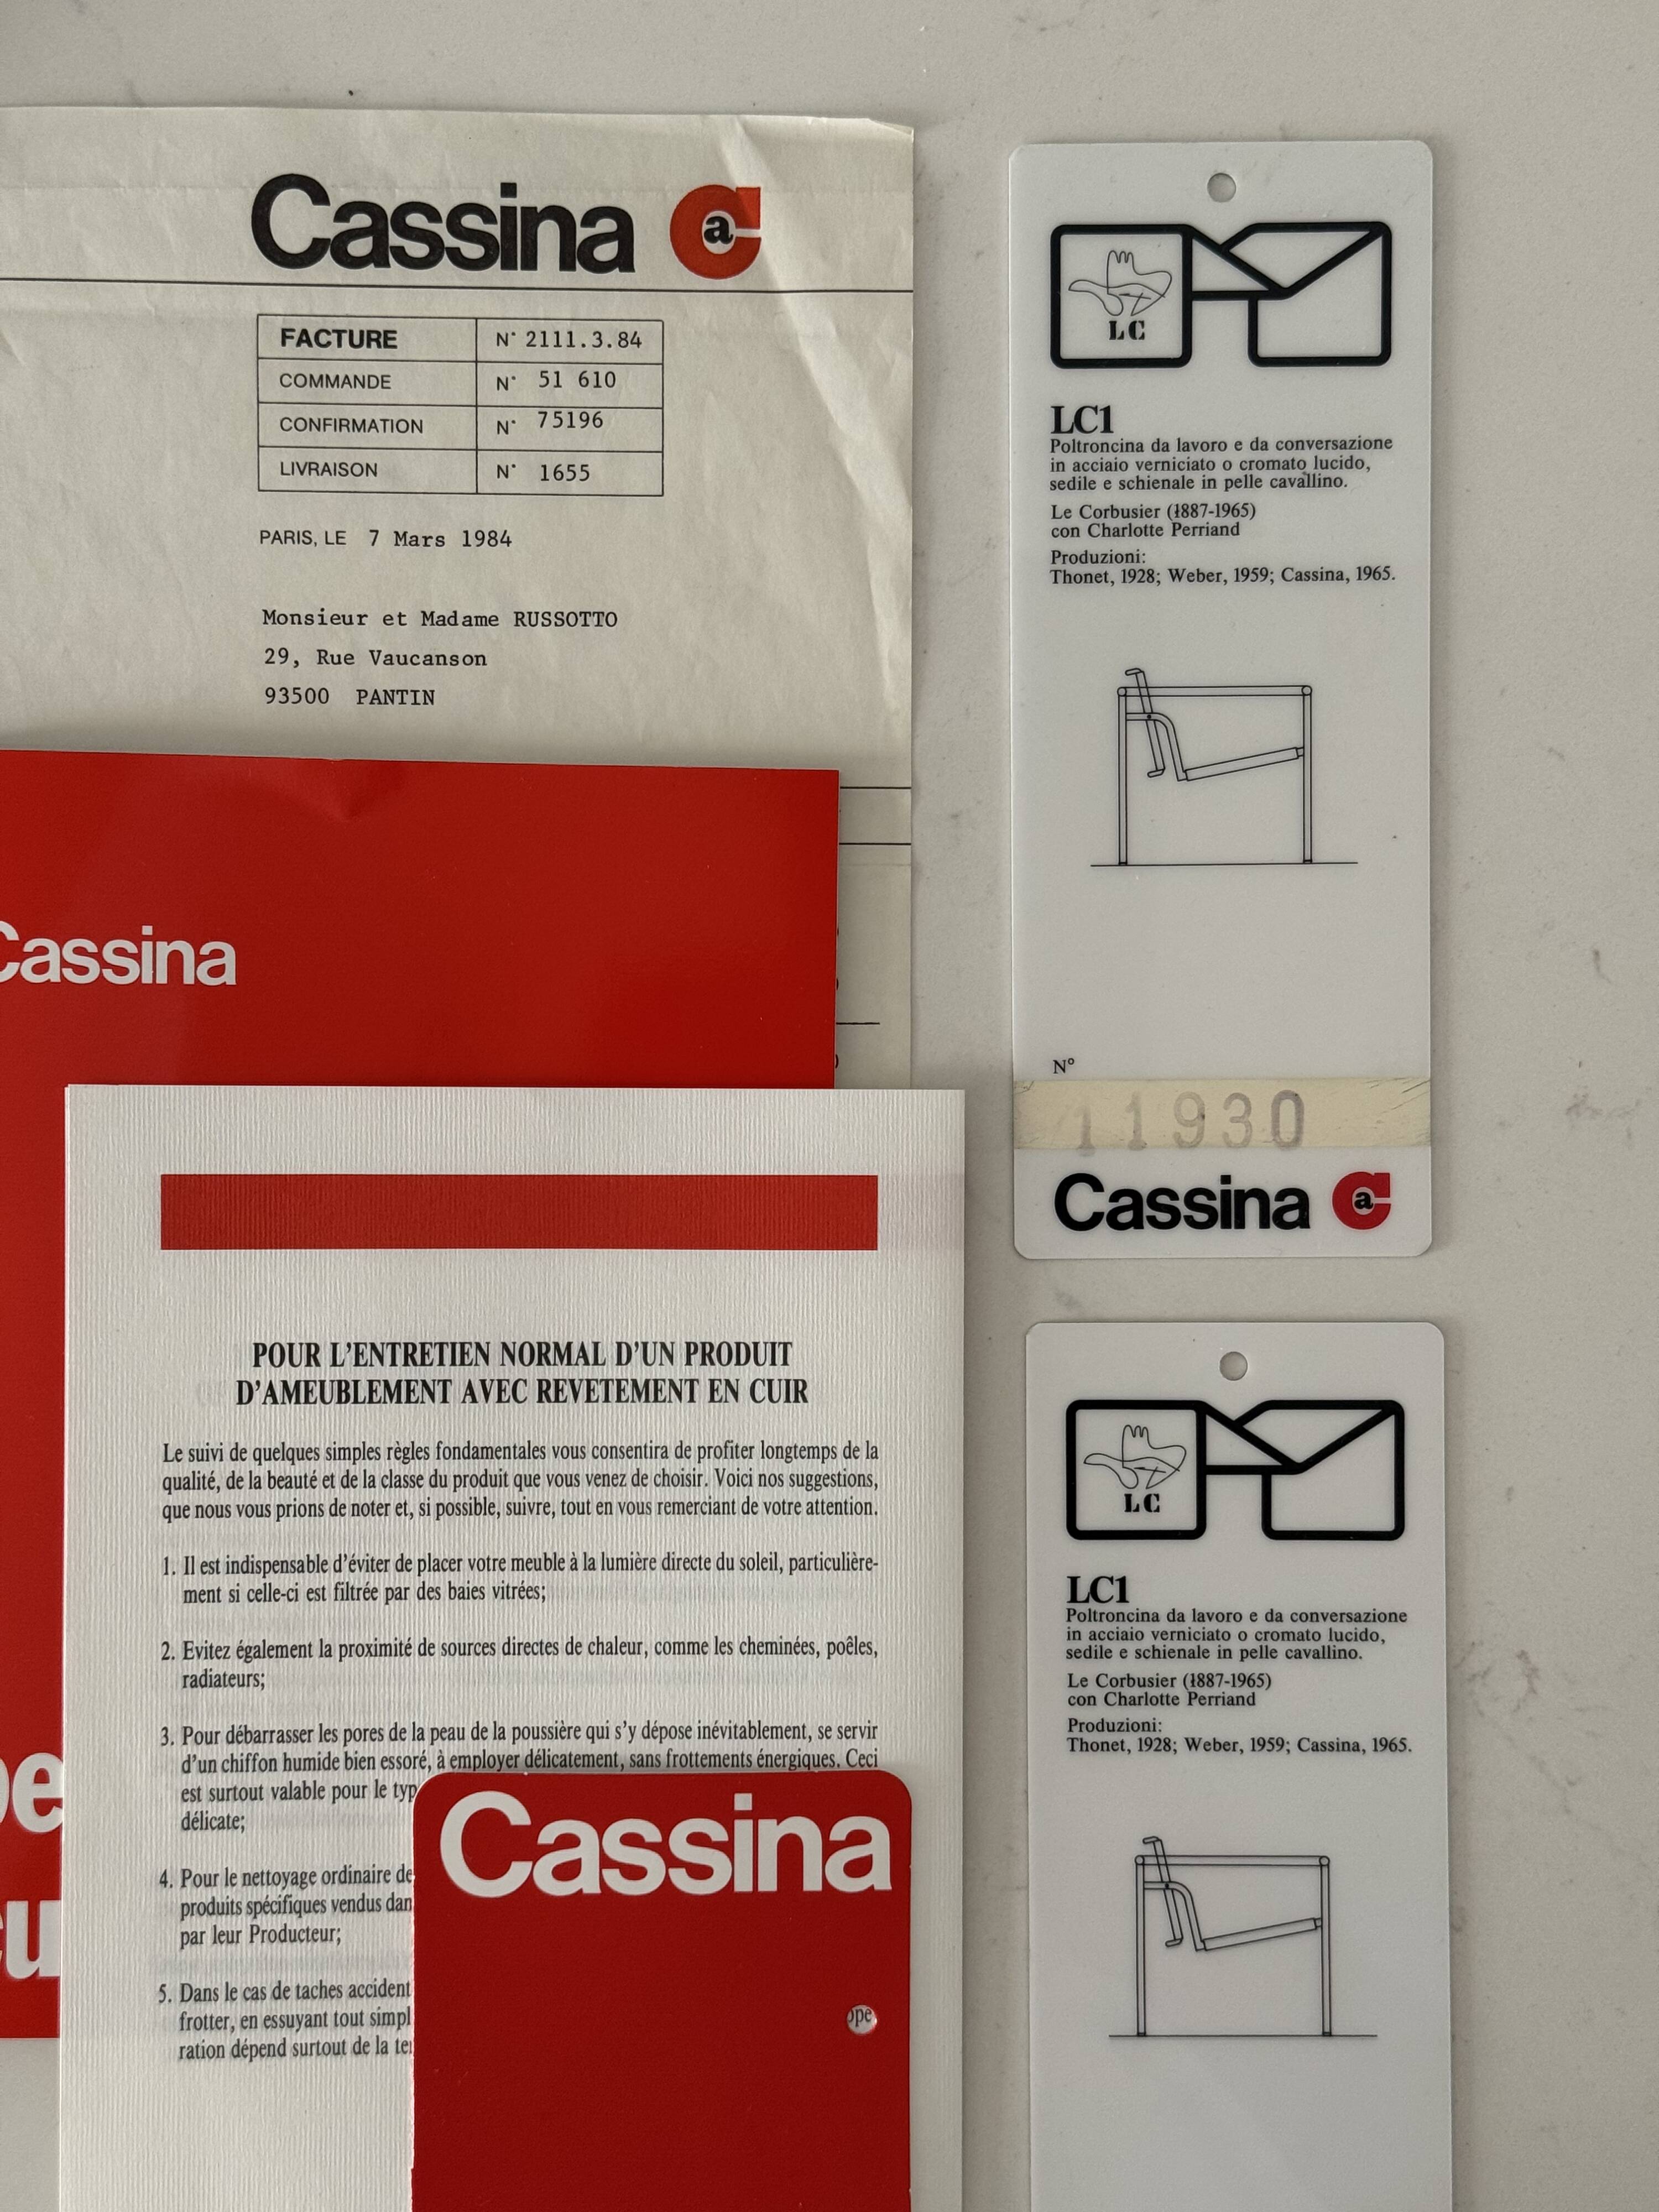 Cassina a
FACTURE N° 2111.3.84
COMMANDE N° 51 610
CONFIRMATION N° 75196
LIVRAISON N° 1655
PARIS, LE 7 Mars 1984
Monsieur et Madame RUSSOTTO
29, Rue Vaucanson
93500 PANTIN
Cassina
POUR L'ENTRETIEN NORMAL D'UN PRODUIT
D'AMEUBLEMENT AVEC REVETEMENT EN CUIR
Le suivi de quelques simples règles fondamentales vous consentira de profiter longtemps de la
qualité, de la beauté et de la classe du produit que vous venez de choisir. Voici nos suggestions,
que nous vous prions de noter et, si possible, suivre, tout en vous remerciant de votre attention.
1. Il est indispensable d'éviter de placer votre meuble à la lumière directe du soleil, particulière-
ment si celle-ci est filtrée par des baies vitrées;
2. Evitez également la proximité de sources directes de chaleur, comme les cheminées, poêles,
radiateurs;
3. Pour débarrasser les pores de la peau de la poussière qui s'y dépose inévitablement, se servir
d'un chiffon humide bien essoré, à employer délicatement, sans frottements énergiques. Ceci
est surtout valable pour le typ
délicate;
4. Pour le nettoyage ordinaire de
produits spécifiques vendus dan
par leur Producteur;
5. Dans le cas de taches accident
frotter, en essuyant tout simpl
ration dépend surtout de la te
Cassina
ope
LC
LC1
Poltroncina da lavoro e da conversazione
in acciaio verniciato o cromato lucido,
sedile e schienale in pelle cavallino.
Le Corbusier (1887-1965)
con Charlotte Perriand
Produzioni:
Thonet, 1928; Weber, 1959; Cassina, 1965.
N°
11930
Cassina a
LC
LC1
Poltroncina da lavoro e da conversazione
in acciaio verniciato o cromato lucido,
sedile e schienale in pelle cavallino.
Le Corbusier (1887-1965)
con Charlotte Perriand
Produzioni:
Thonet, 1928; Weber, 1959; Cassina, 1965.